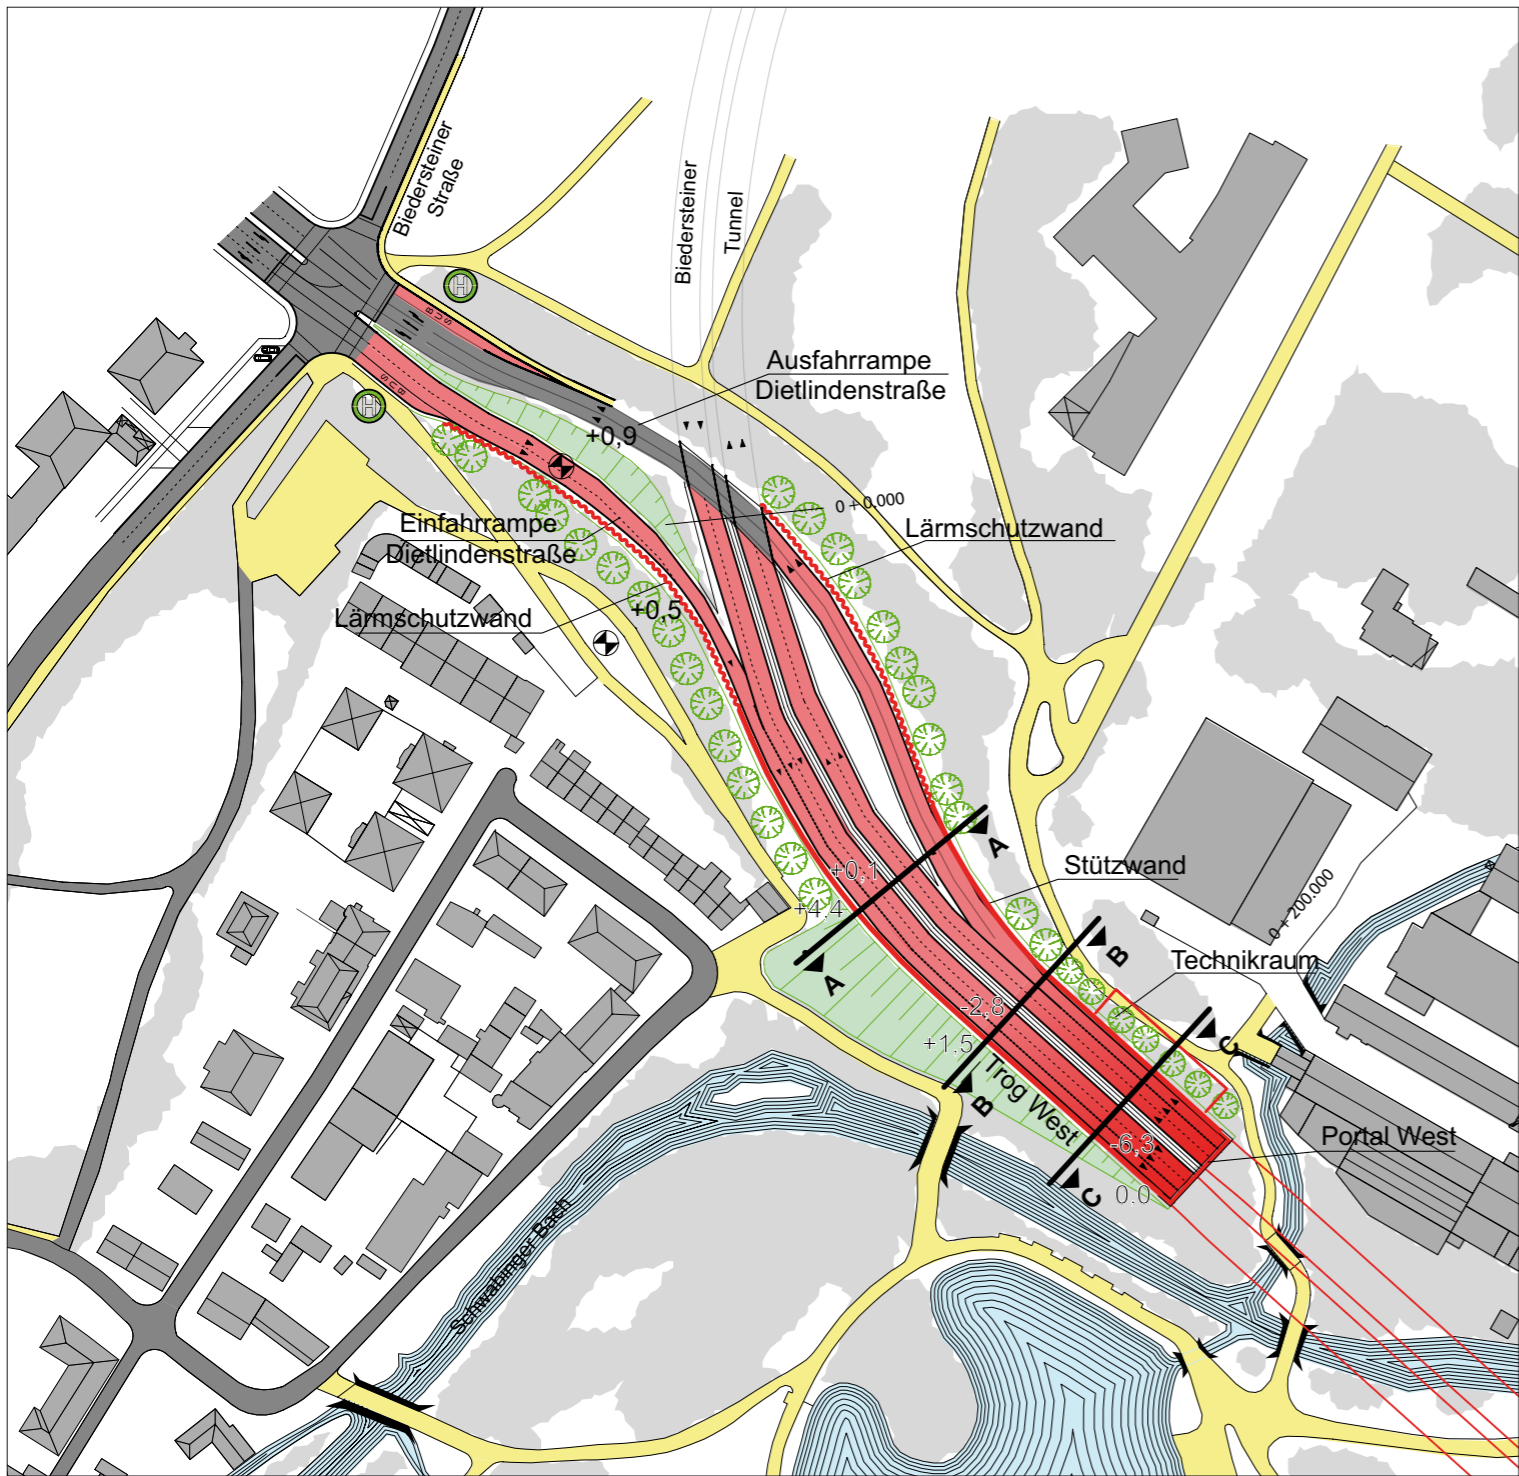 Biedersteiner
Straße
Biedersteiner
Tunnel
H
BUS
Ausfahrrampe
Dietlindenstraße
BUS
H
+0,9
0 + 0.000
Einfahrrampe
Dietlindenstraße
Lärmschutzwand
Lärmschutzwand
+0,5
A
+0,1
Stützwand
+4.4
0 + 200.000
B
Technikraum
A
-2,8
+1.5
C
Trog West
B
Portal West
-6,3
C
0.0
Schwabinger Bach